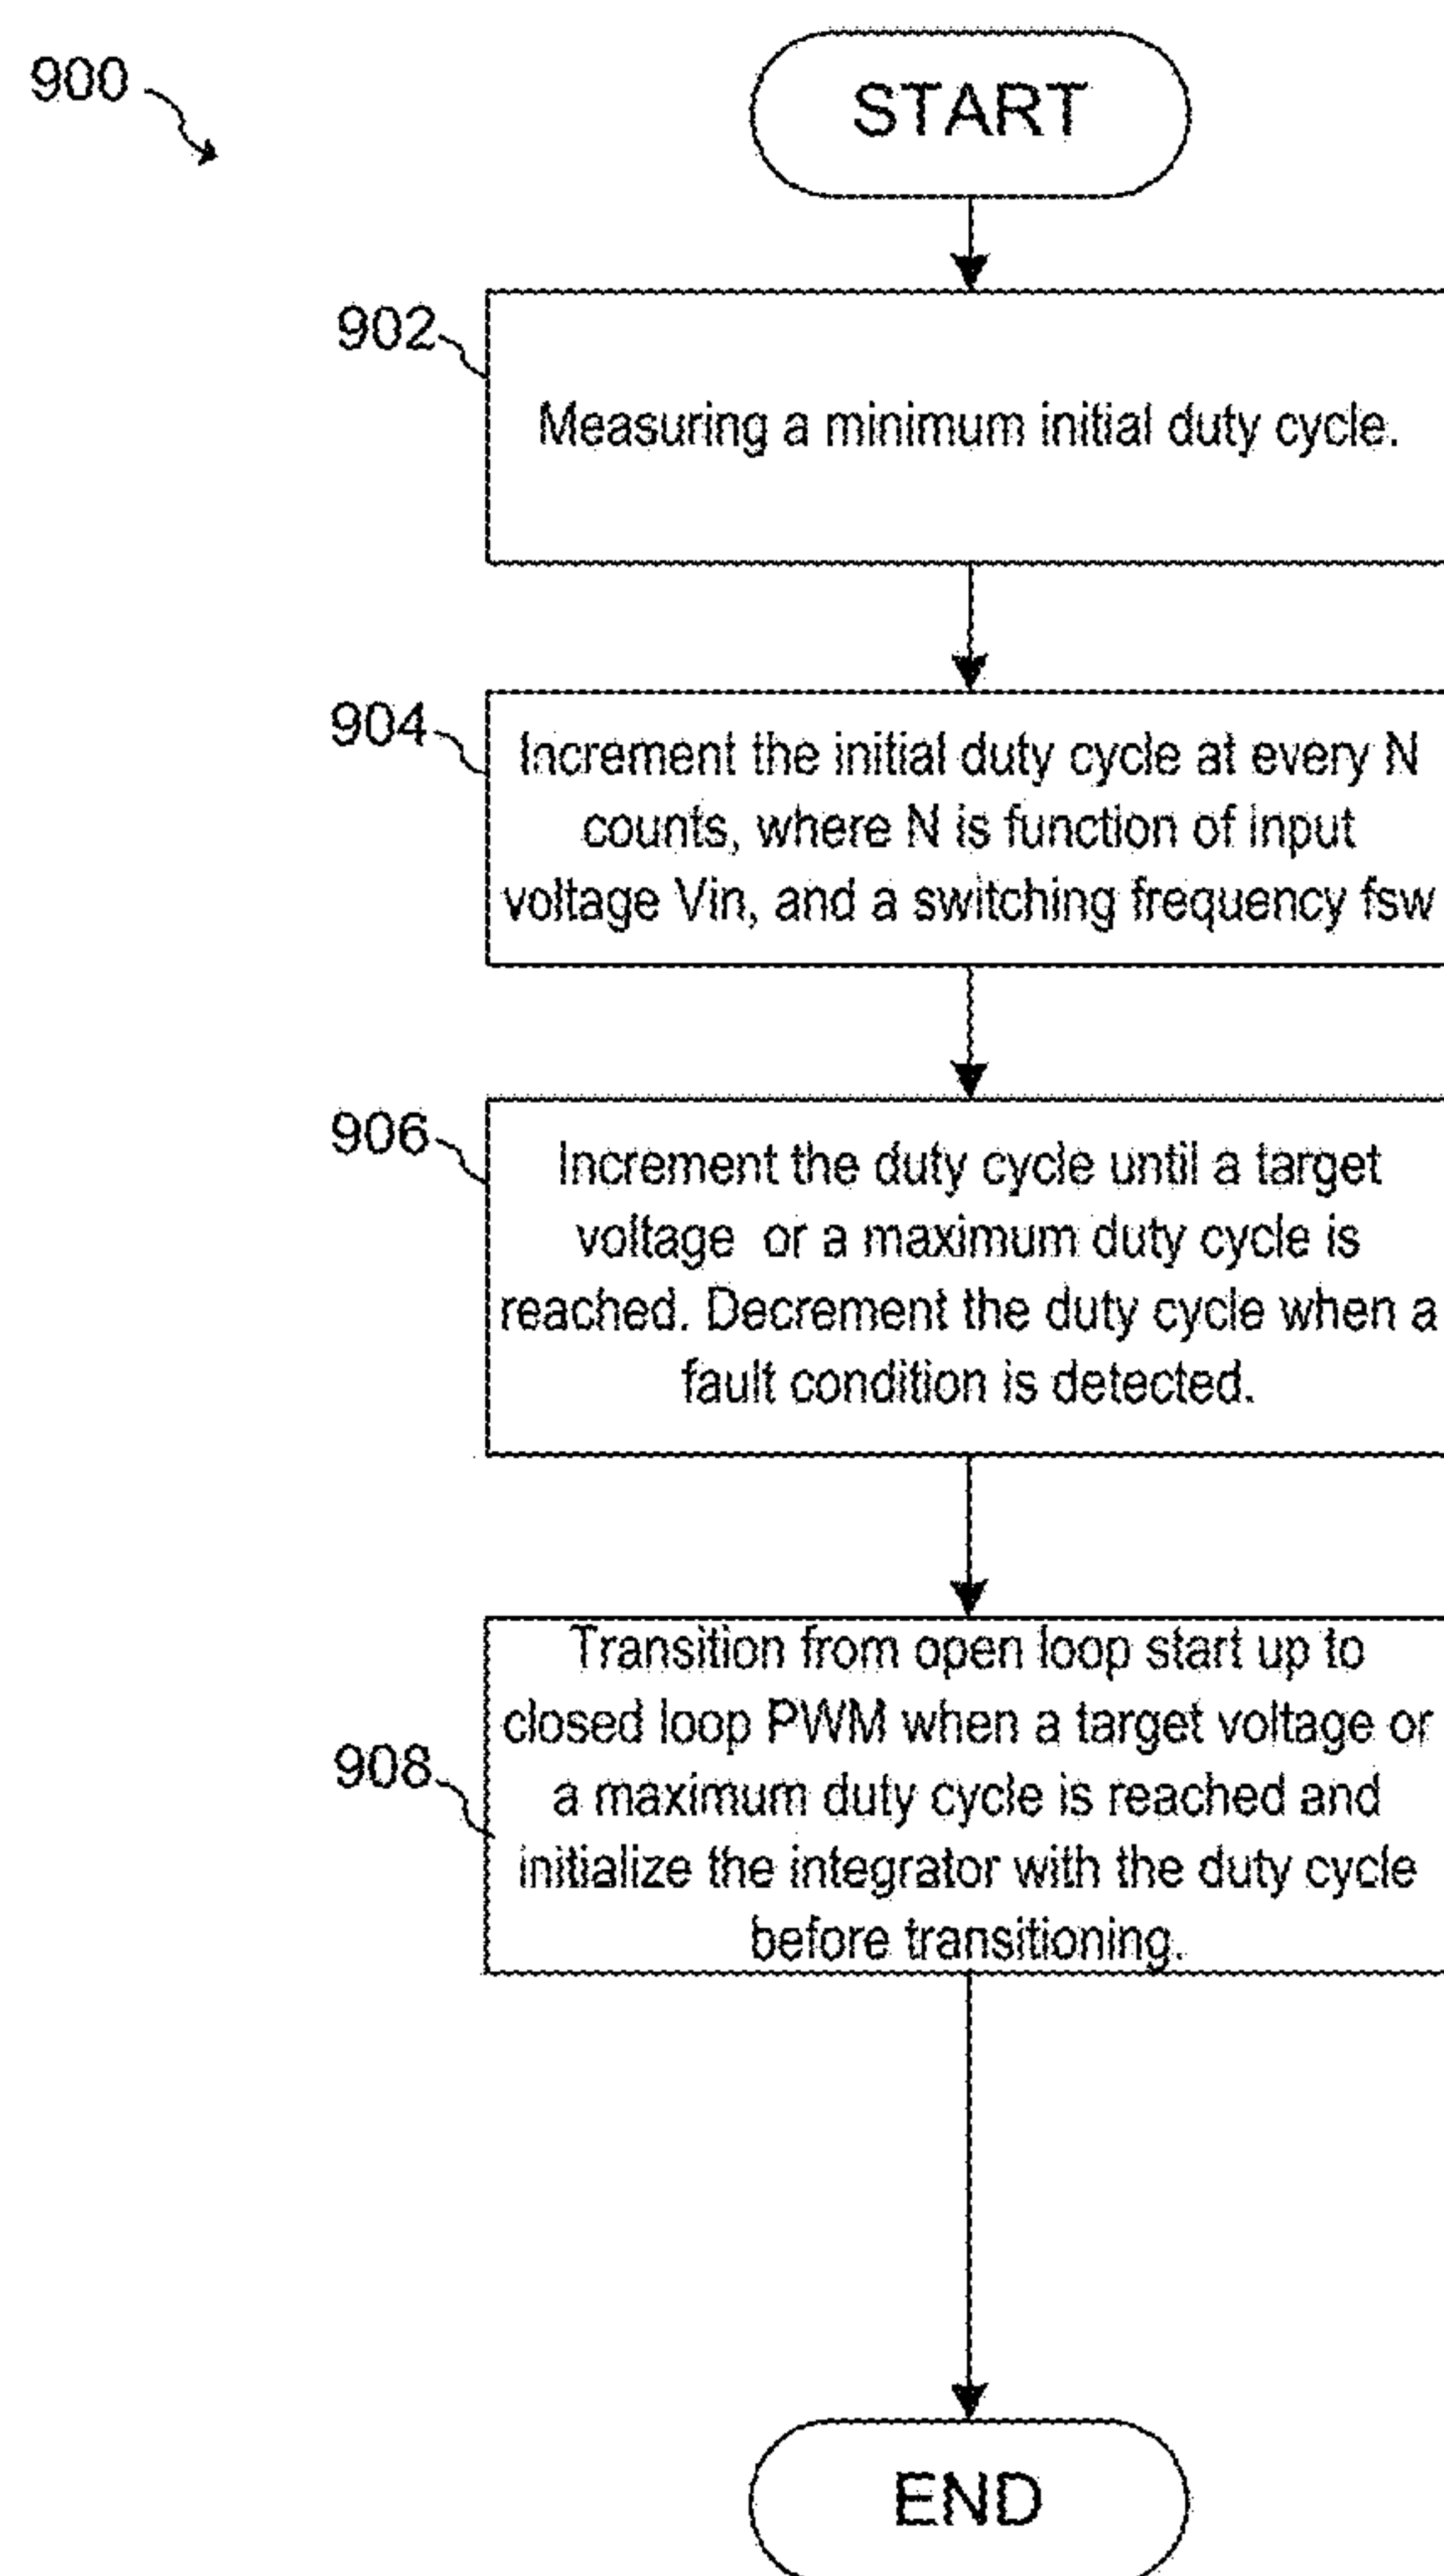 900
START
902
Measuring a minimum initial duty cycle.
904
Increment the initial duty cycle at every N
counts, where N is function of input
voltage Vin, and a switching frequency fsw
906
Increment the duty cycle until a target
voltage or a maximum duty cycle is
reached. Decrement the duty cycle when a
fault condition is detected.
908
Transition from open loop start up to
closed loop PWM when a target voltage or
a maximum duty cycle is reached and
initialize the integrator with the duty cycle
before transitioning.
END